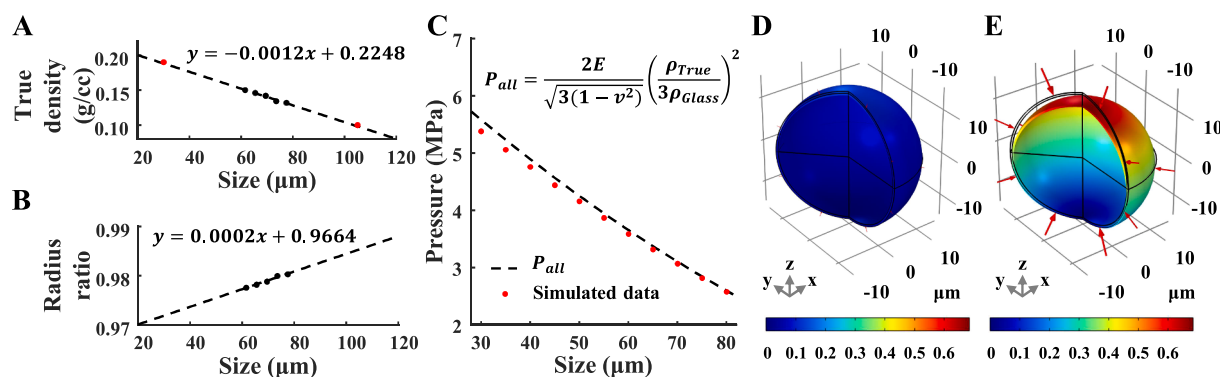 A
y = −0.0012x + 0.2248
True
density
(g/cc)
0.20
0.15
0.10
20 40 60 80 100 120
Size (μm)
B
y = 0.0002x + 0.9664
Radius
ratio
0.99
0.98
0.97
20 40 60 80 100 120
Size (μm)
C
P_all = 2E / √3(1 − v²) (ρ_True / 3ρ_Glass)²
Pressure (MPa)
7
6
5
4
3
2
P_all
Simulated data
30 40 50 60 70 80
Size (μm)
D
10
0
-10
10
0
-10
10
0
-10
μm
z
y x
0 0.1 0.2 0.3 0.4 0.5 0.6
E
10
0
-10
10
0
-10
10
0
-10
μm
z
y x
0 0.1 0.2 0.3 0.4 0.5 0.6